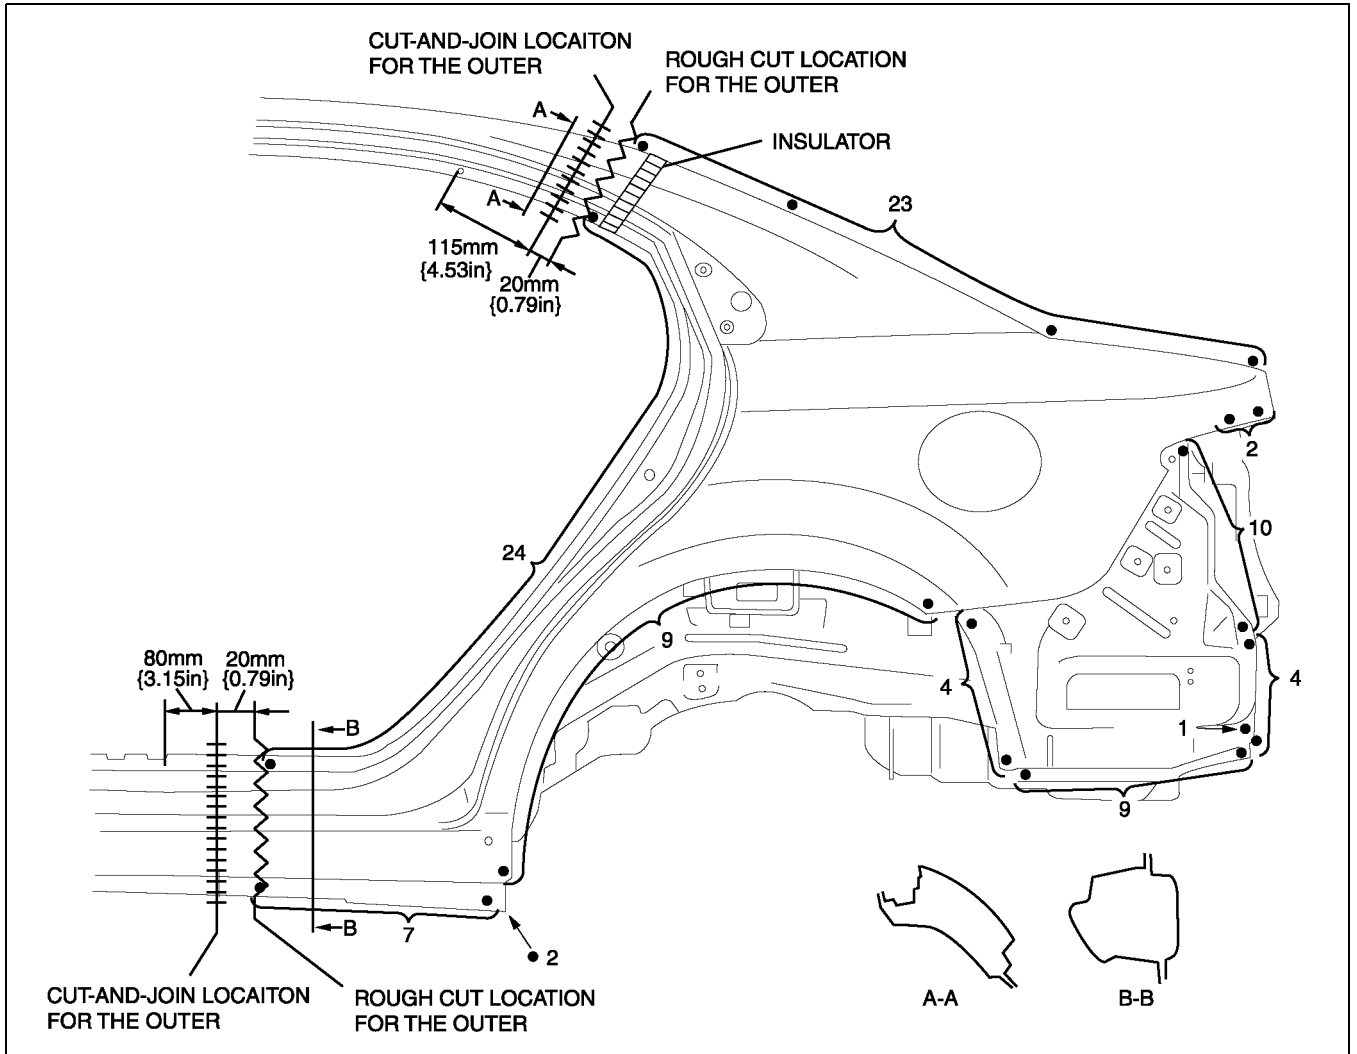 CUT-AND-JOIN LOCAITON
FOR THE OUTER
ROUGH CUT LOCATION
FOR THE OUTER
A
INSULATOR
A
23
115mm
{4.53in}
20mm
{0.79in}
2
10
24
9
80mm
{3.15in}
20mm
{0.79in}
4
4
B
1
9
B
7
2
CUT-AND-JOIN LOCAITON
FOR THE OUTER
ROUGH CUT LOCATION
FOR THE OUTER
A-A
B-B